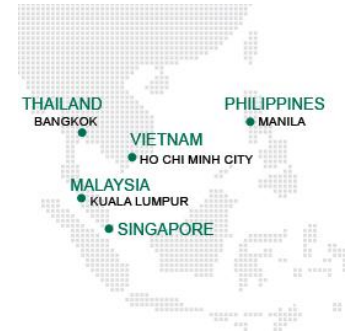 THAILAND
BANGKOK
PHILIPPINES
MANILA
VIETNAM
HO CHI MINH CITY
MALAYSIA
KUALA LUMPUR
SINGAPORE